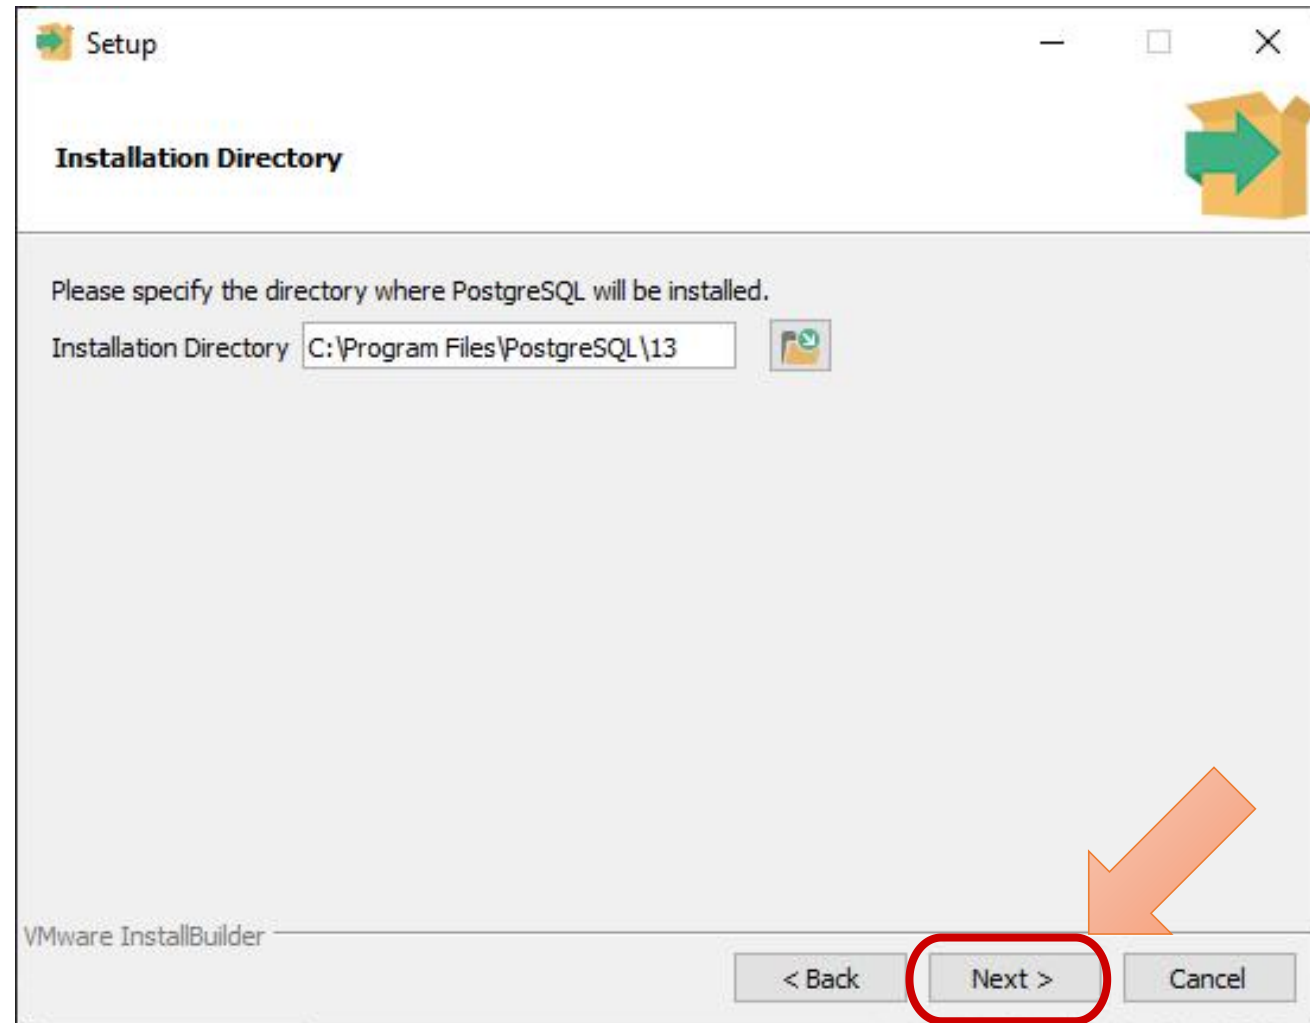 Setup
Installation Directory
Please specify the directory where PostgreSQL will be installed.
Installation Directory C:\Program Files\PostgreSQL\13
VMware InstallBuilder
< Back Next > Cancel